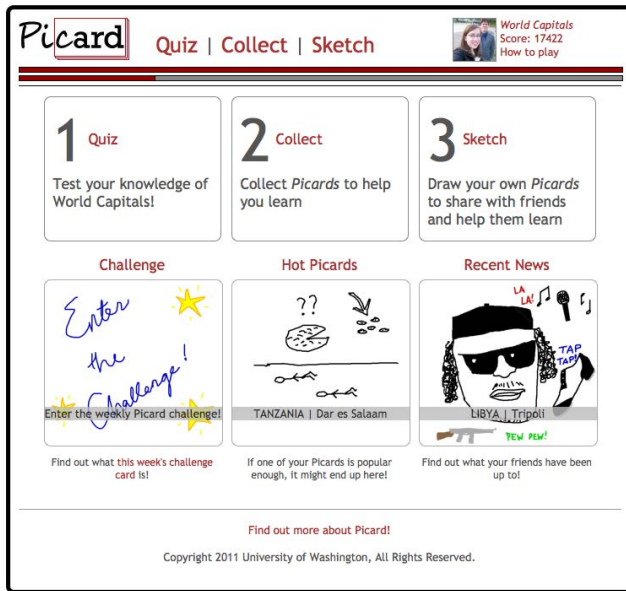 Picard
Quiz | Collect | Sketch
World Capitals
Score: 17422
How to play
1 Quiz
Test your knowledge of
World Capitals!
2 Collect
Collect Picards to help
you learn
3 Sketch
Draw your own Picards
to share with friends
and help them learn
Challenge
Enter
the
Challenge!
Enter the weekly Picard challenge!
Find out what this week's challenge
card is!
Hot Picards
??
TANZANIA | Dar es Salaam
If one of your Picards is popular
enough, it might end up here!
Recent News
LA
LA!
TAP
TAP!
LIBYA | Tripoli
PEW PEW!
Find out what your friends have been
up to!
Find out more about Picard!
Copyright 2011 University of Washington, All Rights Reserved.